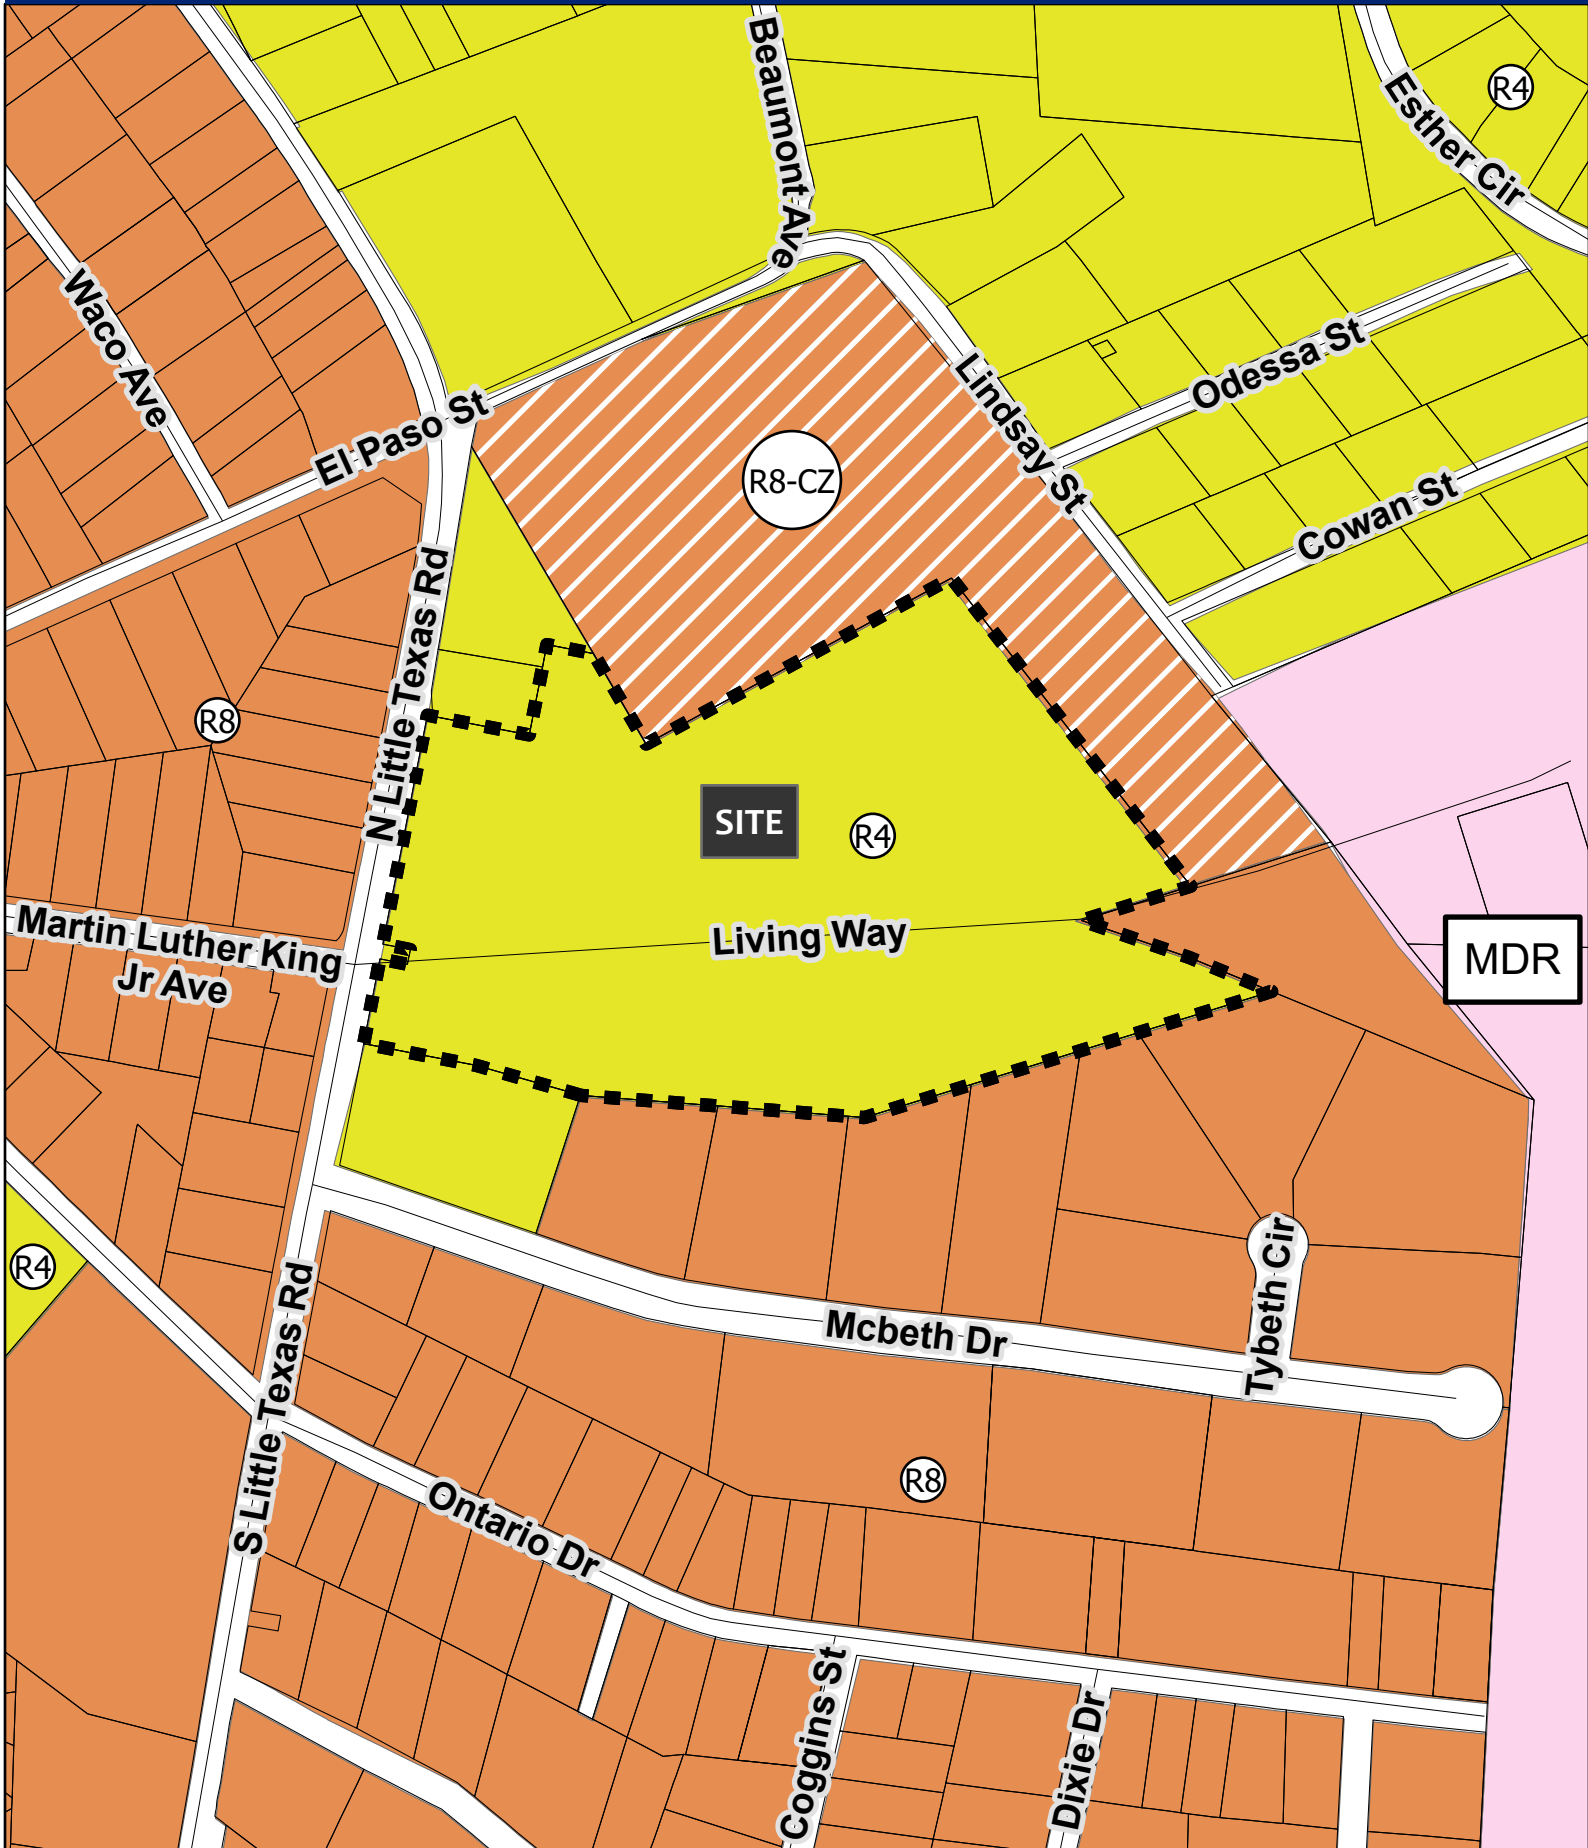 Beaumont Ave
Esther Cir
R4
Waco Ave
El Paso St
Lindsay St
Odessa St
R8-CZ
Cowan St
N Little Texas Rd
R8
SITE
R4
Martin Luther King
Jr Ave
Living Way
MDR
R4
Tybeth Cir
Mcbeth Dr
S Little Texas Rd
R8
Ontario Dr
Coggins St
Dixie Dr